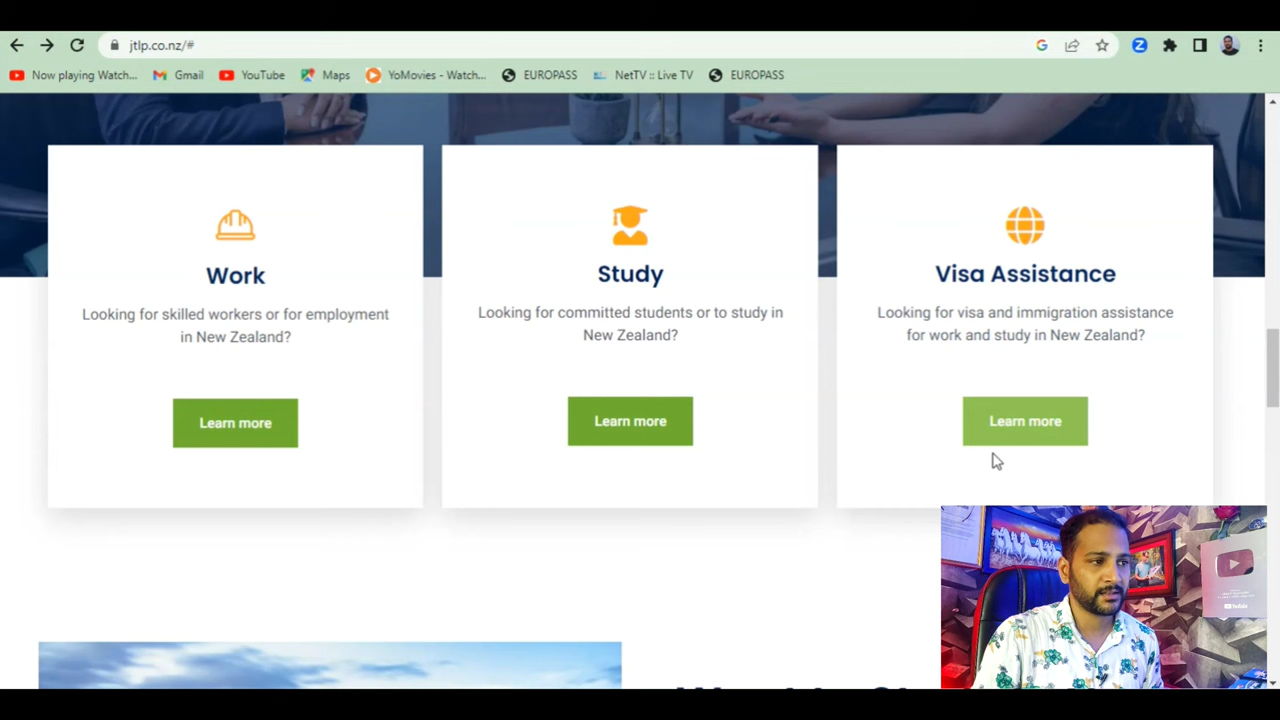 jtlp.co.nz/#
Now playing Watch...
Gmail
YouTube
Maps
YoMovies - Watch...
EUROPASS
NetTV :: Live TV
EUROPASS
Work
Looking for skilled workers or for employment
in New Zealand?
Learn more
Study
Looking for committed students or to study in
New Zealand?
Learn more
Visa Assistance
Looking for visa and immigration assistance
for work and study in New Zealand?
Learn more
YouTube